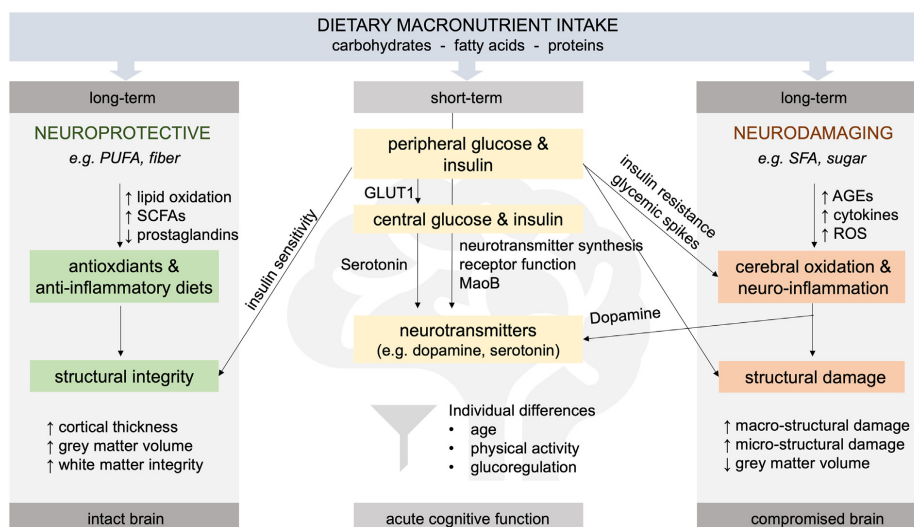 DIETARY MACRONUTRIENT INTAKE
carbohydrates - fatty acids - proteins
long-term
NEUROPROTECTIVE
e.g. PUFA, fiber
↑ lipid oxidation
↑ SCFAs
↓ prostaglandins
antioxdiants &
anti-inflammatory diets
structural integrity
↑ cortical thickness
↑ grey matter volume
↑ white matter integrity
intact brain
insulin sensitivity
short-term
peripheral glucose &
insulin
GLUT1
central glucose & insulin
Serotonin
neurotransmitter synthesis
receptor function
MaoB
neurotransmitters
(e.g. dopamine, serotonin)
Individual differences
• age
• physical activity
• glucoregulation
acute cognitive function
insulin resistance
glycemic spikes
Dopamine
long-term
NEURODAMAGING
e.g. SFA, sugar
↑ AGEs
↑ cytokines
↑ ROS
cerebral oxidation &
neuro-inflammation
structural damage
↑ macro-structural damage
↑ micro-structural damage
↓ grey matter volume
compromised brain